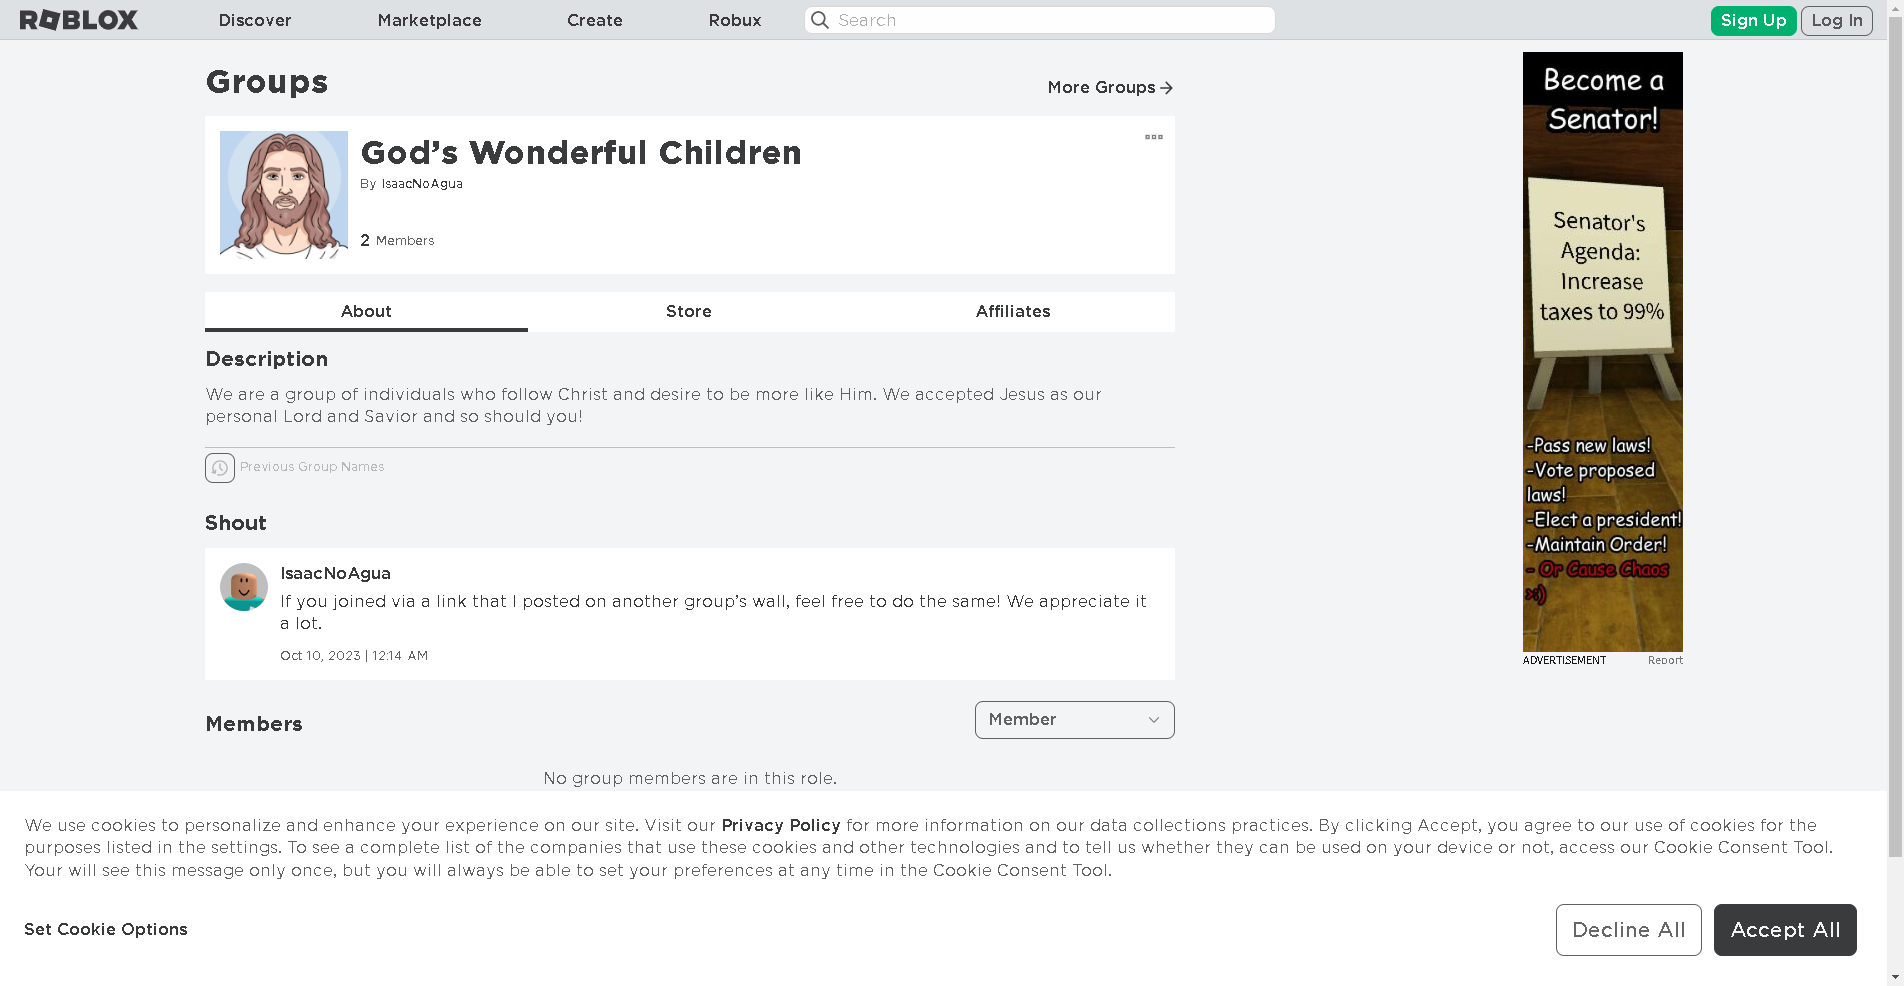 ROBLOX
Discover
Marketplace
Create
Robux
Search
Sign Up
Log In
Groups
More Groups
God's Wonderful Children
By IsaacNoAgua
2 Members
About
Store
Affiliates
Description
We are a group of individuals who follow Christ and desire to be more like Him. We accepted Jesus as our
personal Lord and Savior and so should you!
Previous Group Names
Shout
IsaacNoAgua
If you joined via a link that I posted on another group's wall, feel free to do the same! We appreciate it
a lot.
Oct 10, 2023 | 12:14 AM
Members
Member
No group members are in this role.
Become a
Senator!
Senator's
Agenda:
Increase
taxes to 99%
-Pass new laws!
-Vote proposed
laws!
-Elect a president!
-Maintain Order!
- Or Cause Chaos
>:)
ADVERTISEMENT
Report
We use cookies to personalize and enhance your experience on our site. Visit our Privacy Policy for more information on our data collections practices. By clicking Accept, you agree to our use of cookies for the
purposes listed in the settings. To see a complete list of the companies that use these cookies and other technologies and to tell us whether they can be used on your device or not, access our Cookie Consent Tool.
Your will see this message only once, but you will always be able to set your preferences at any time in the Cookie Consent Tool.
Set Cookie Options
Decline All
Accept All